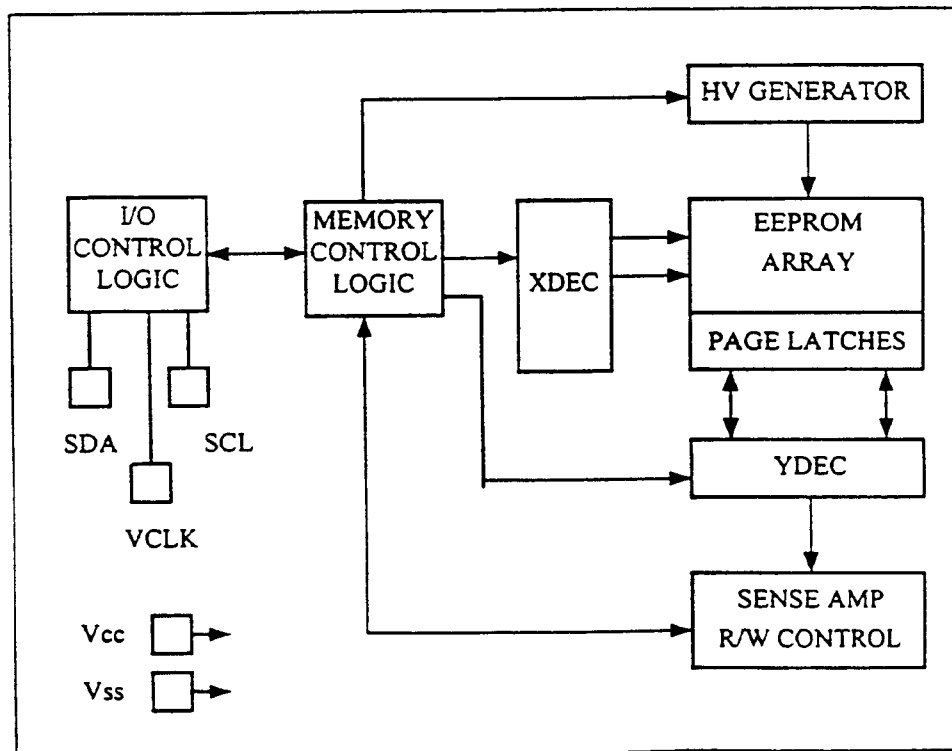 HV GENERATOR
I/O
CONTROL
LOGIC
MEMORY
CONTROL
LOGIC
XDEC
EEPROM
ARRAY
PAGE LATCHES
SDA
SCL
VCLK
YDEC
SENSE AMP
R/W CONTROL
Vcc
Vss